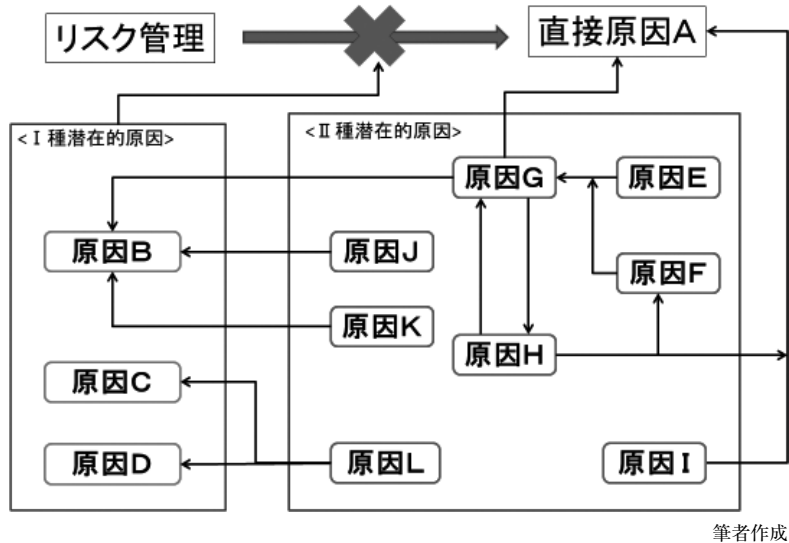 リスク管理
直接原因A
<Ⅰ種潜在的原因>
<Ⅱ種潜在的原因>
原因G
原因E
原因B
原因J
原因F
原因K
原因H
原因C
原因D
原因L
原因I
筆者作成